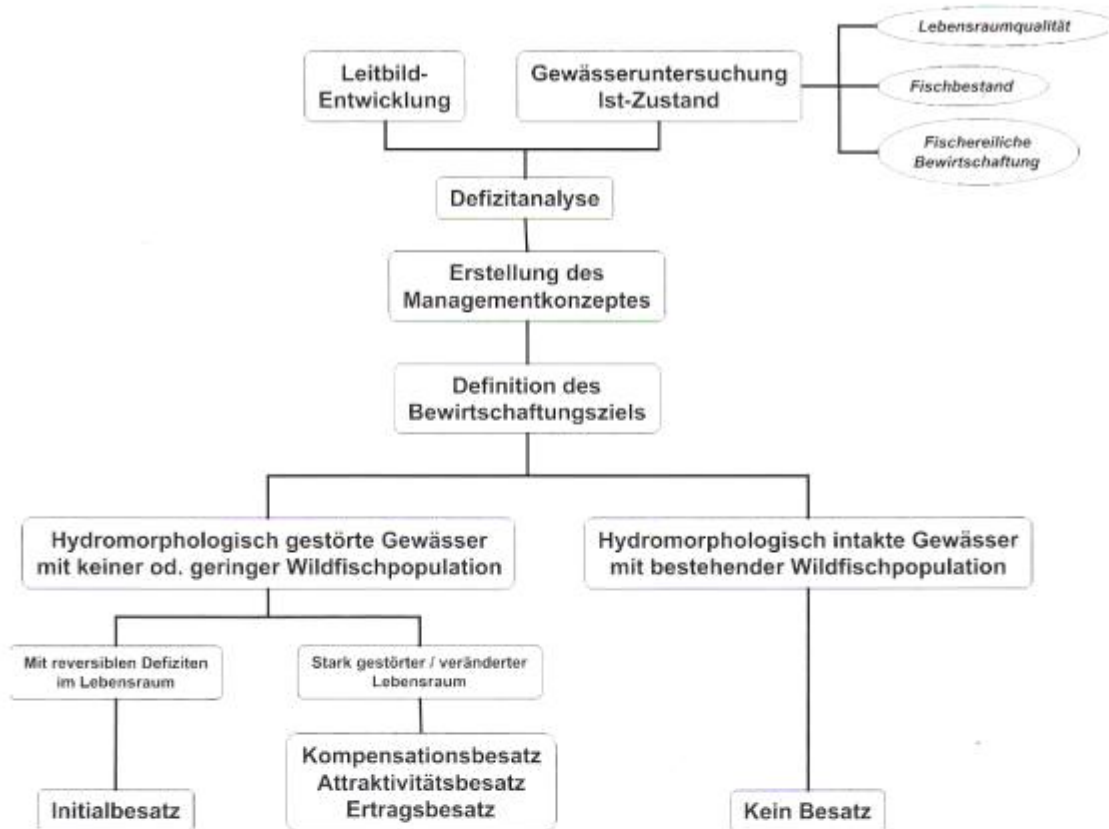 Lebensraumqualität
Leitbild-
Entwicklung
Gewässeruntersuchung
Ist-Zustand
Fischbestand
Fischereiliche
Bewirtschaftung
Defizitanalyse
Erstellung des
Managementkonzeptes
Definition des
Bewirtschaftungsziels
Hydromorphologisch gestörte Gewässer
mit keiner od. geringer Wildfischpopulation
Hydromorphologisch intakte Gewässer
mit bestehender Wildfischpopulation
Mit reversiblen Defiziten
im Lebensraum
Stark gestörter / veränderter
Lebensraum
Kompensationsbesatz
Attraktivitätsbesatz
Ertragsbesatz
Initialbesatz
Kein Besatz